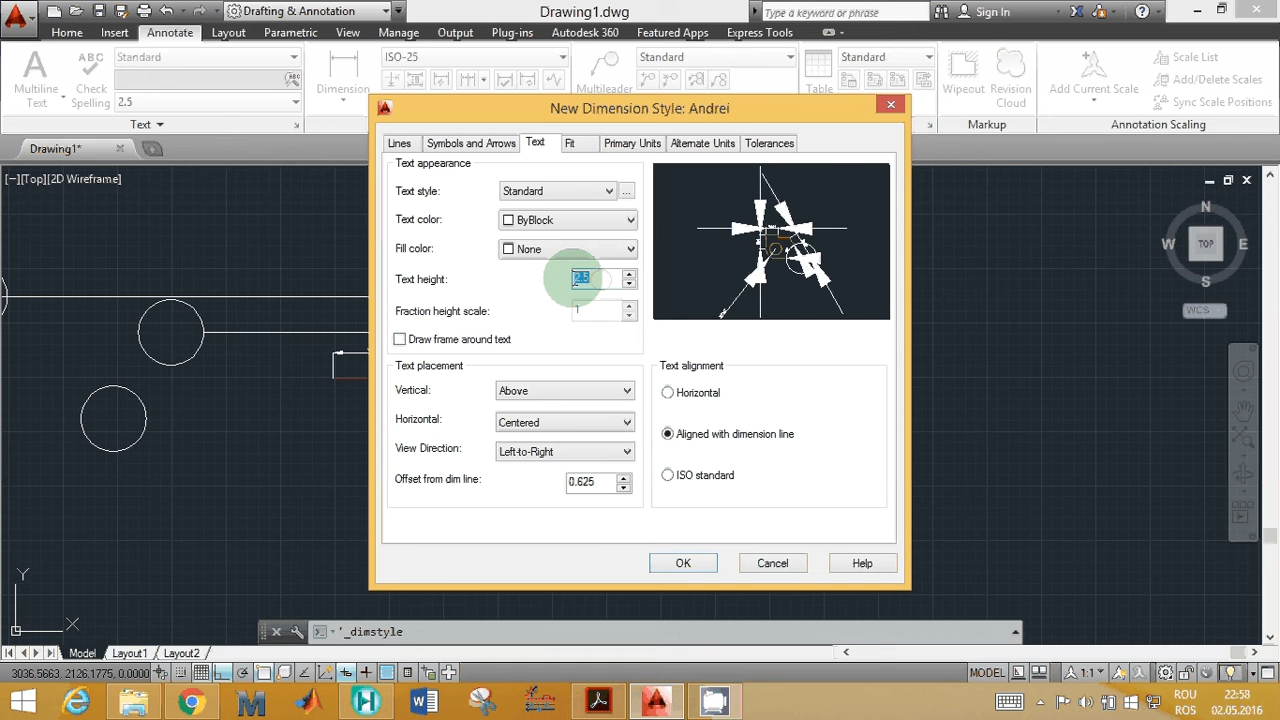 Drafting & Annotation
Drawing1.dwg
Type a keyword or phrase
Sign In
Home
Insert
Annotate
Layout
Parametric
View
Manage
Output
Plug-ins
Autodesk 360
Featured Apps
Express Tools
A
Multiline
Text
ABC
Check
Spelling
Standard
2.5
Text
Dimension
ISO-25
Multileader
Standard
Table
Standard
Wipeout
Revision
Cloud
Markup
Add Current Scale
Scale List
Add/Delete Scales
Sync Scale Positions
Annotation Scaling
Drawing1*
[−][Top][2D Wireframe]
New Dimension Style: Andrei
Lines
Symbols and Arrows
Text
Fit
Primary Units
Alternate Units
Tolerances
Text appearance
Text style:
Standard
...
Text color:
ByBlock
Fill color:
None
Text height:
2.5
Fraction height scale:
1
Draw frame around text
Text placement
Vertical:
Above
Horizontal:
Centered
View Direction:
Left-to-Right
Offset from dim line:
0.625
Text alignment
Horizontal
Aligned with dimension line
ISO standard
OK
Cancel
Help
N
W
TOP
E
S
WCS
Y
X
'_dimstyle
Model
Layout1
Layout2
3036.5663, 2126.1775, 0.0000
MODEL
1:1
ROU
ROS
22:58
02.05.2016